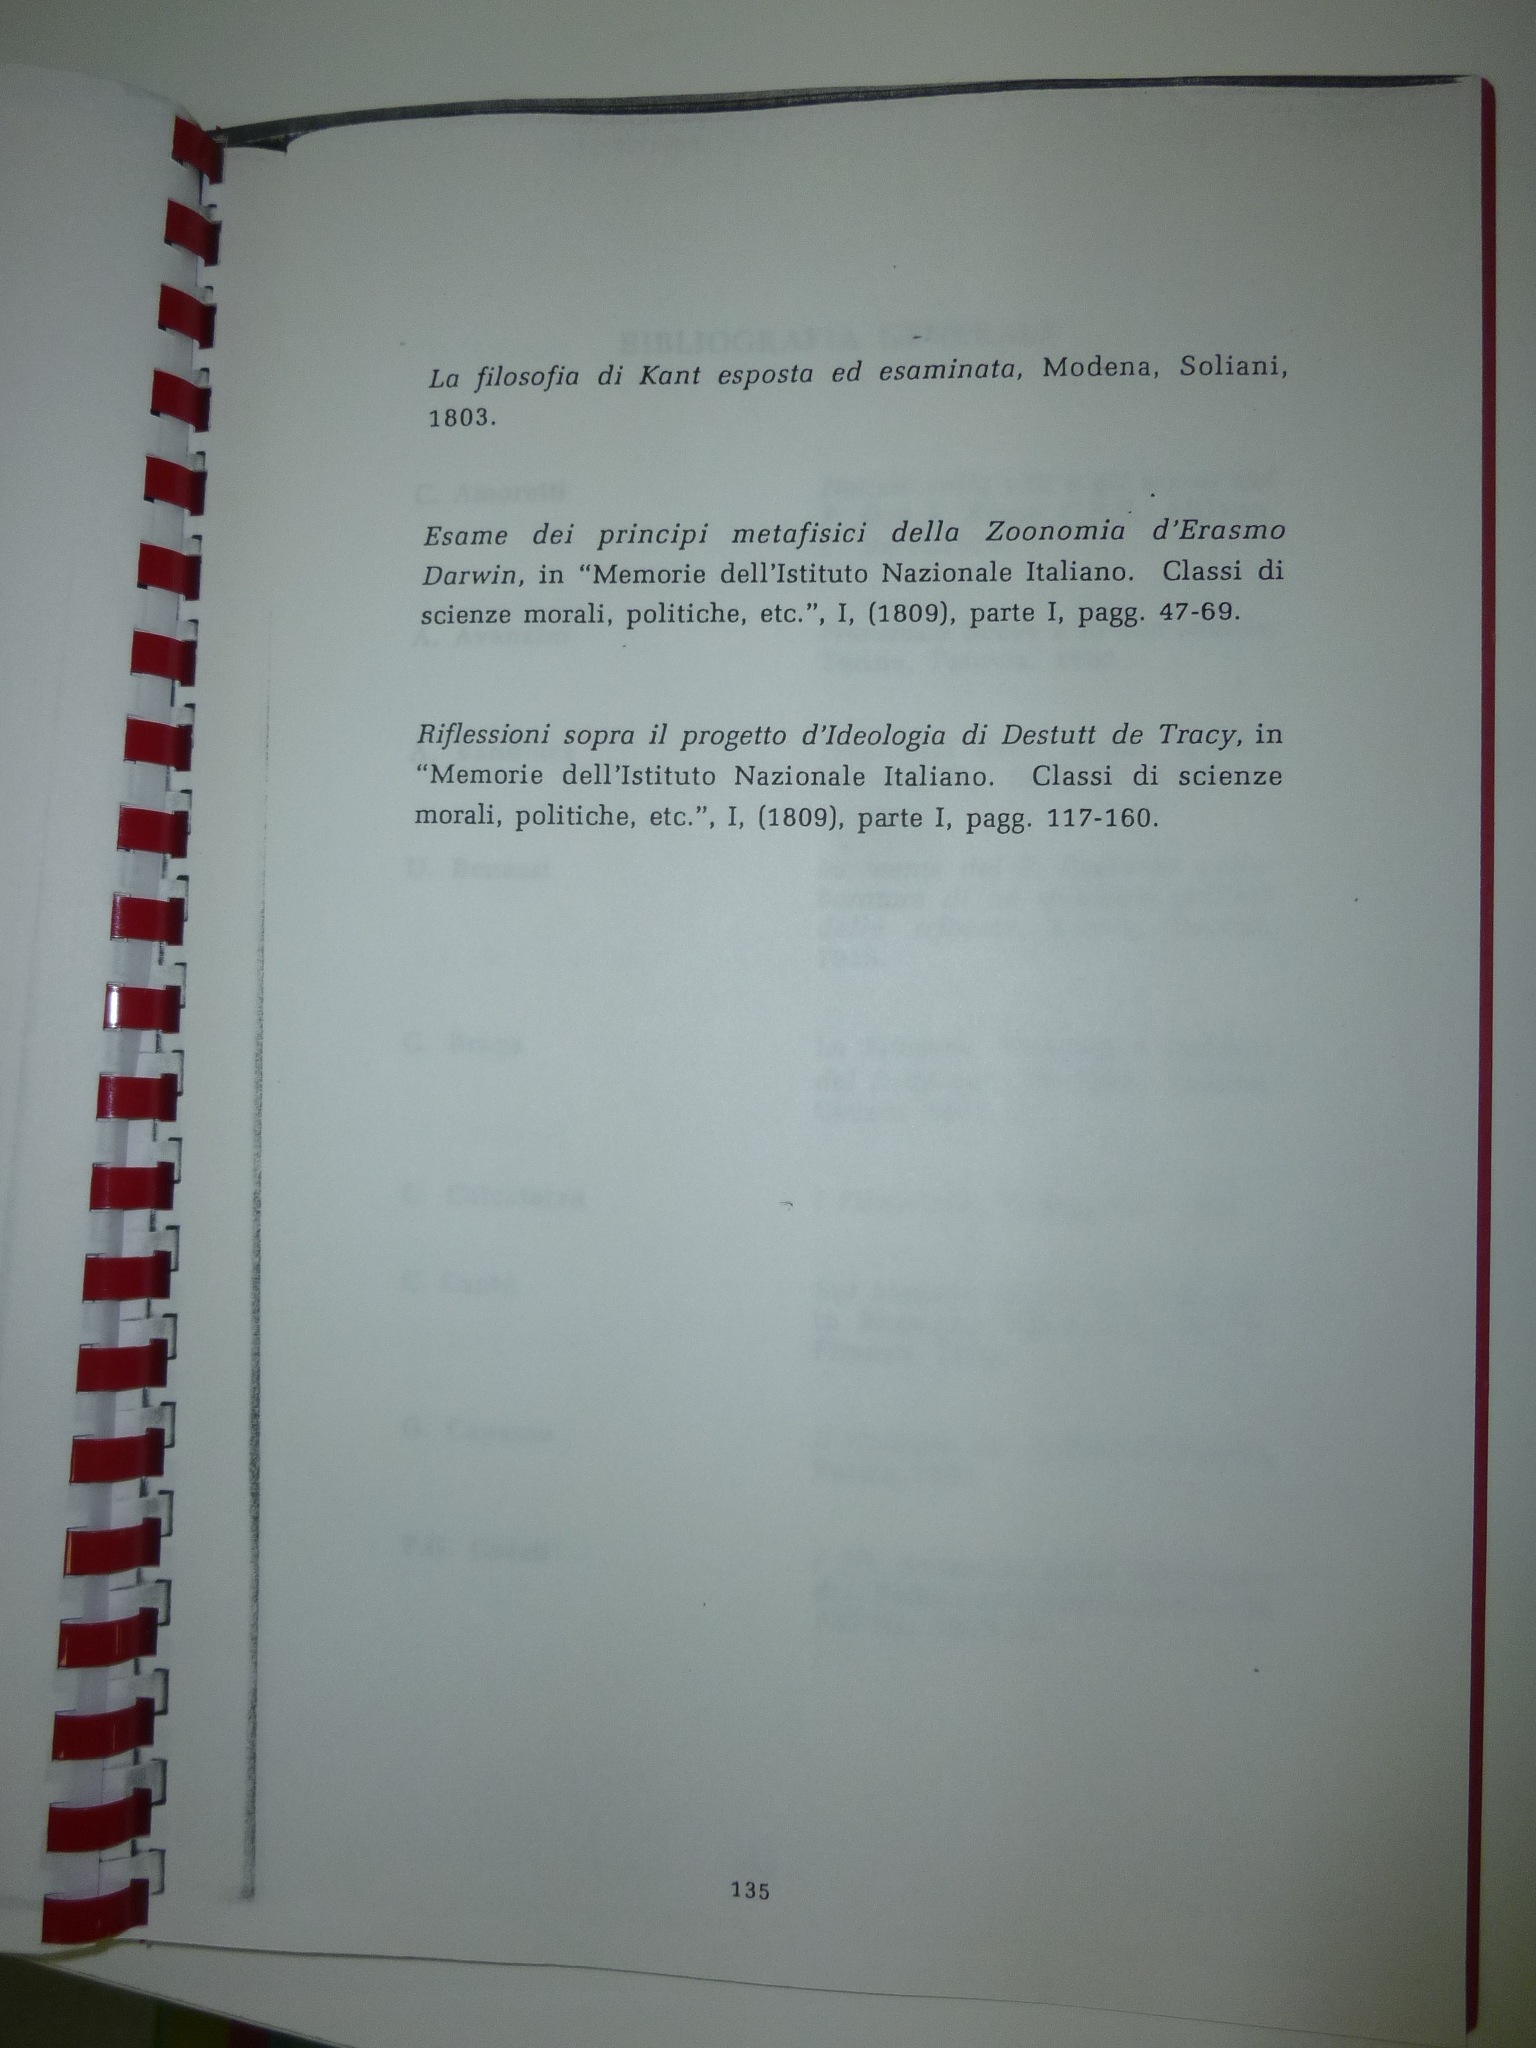 La filosofia di Kant esposta ed esaminata, Modena, Soliani,
1803.
Esame dei principi metafisici della Zoonomia d'Erasmo
Darwin, in “Memorie dell'Istituto Nazionale Italiano. Classi di
scienze morali, politiche, etc.”, I, (1809), parte I, pagg. 47-69.
Riflessioni sopra il progetto d'Ideologia di Destutt de Tracy, in
“Memorie dell'Istituto Nazionale Italiano. Classi di scienze
morali, politiche, etc.”, I, (1809), parte I, pagg. 117-160.
135